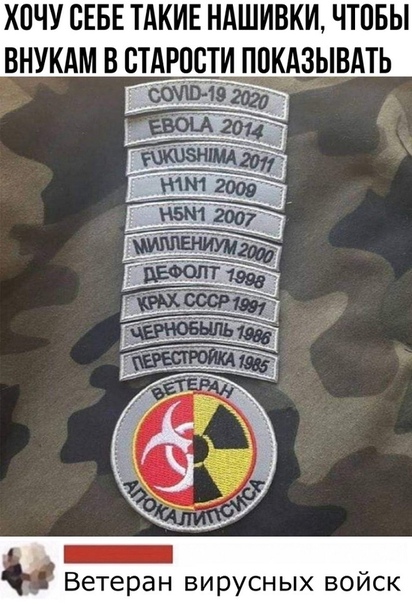 ХОЧУ СЕБЕ ТАКИЕ НАШИВКИ, ЧТОБЫ
ВНУКАМ В СТАРОСТИ ПОКАЗЫВАТЬ
COVID-19 2020
EBOLA 2014
FUKUSHIMA 2011
H1N1 2009
H5N1 2007
МИЛЛЕНИУМ 2000
ДЕФОЛТ 1998
КРАХ СССР 1991
ЧЕРНОБЫЛЬ 1986
ПЕРЕСТРОЙКА 1985
ВЕТЕРАН
АПОКАЛИПСИСА
Ветеран вирусных войск